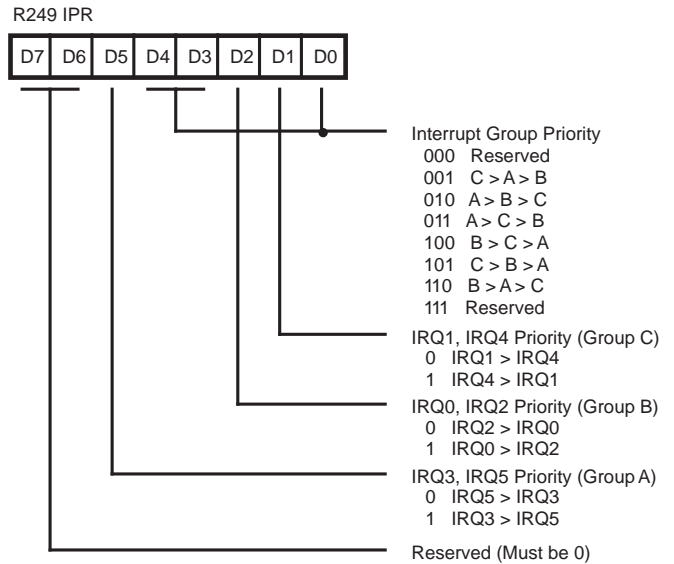 R249 IPR
D7 D6 D5 D4 D3 D2 D1 D0
Interrupt Group Priority
000 Reserved
001 C > A > B
010 A > B > C
011 A > C > B
100 B > C > A
101 C > B > A
110 B > A > C
111 Reserved
IRQ1, IRQ4 Priority (Group C)
0 IRQ1 > IRQ4
1 IRQ4 > IRQ1
IRQ0, IRQ2 Priority (Group B)
0 IRQ2 > IRQ0
1 IRQ0 > IRQ2
IRQ3, IRQ5 Priority (Group A)
0 IRQ5 > IRQ3
1 IRQ3 > IRQ5
Reserved (Must be 0)